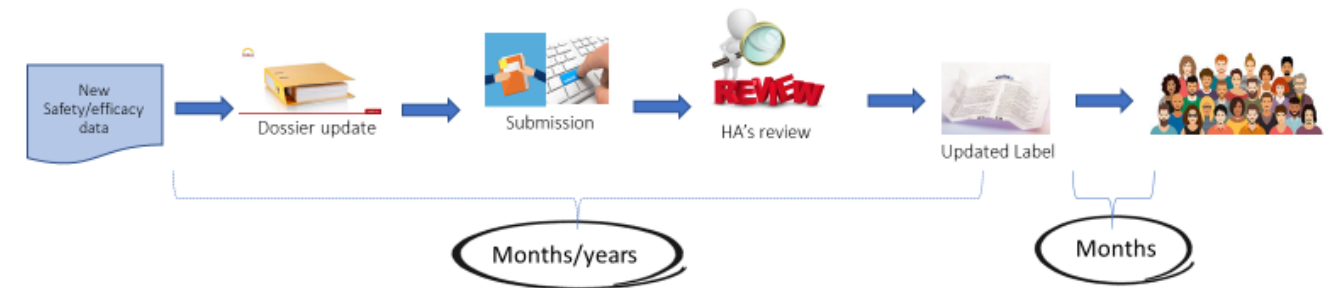 New
Safety/efficacy
data
Dossier update
Submission
REVIEW
HA's review
Updated Label
Months/years
Months